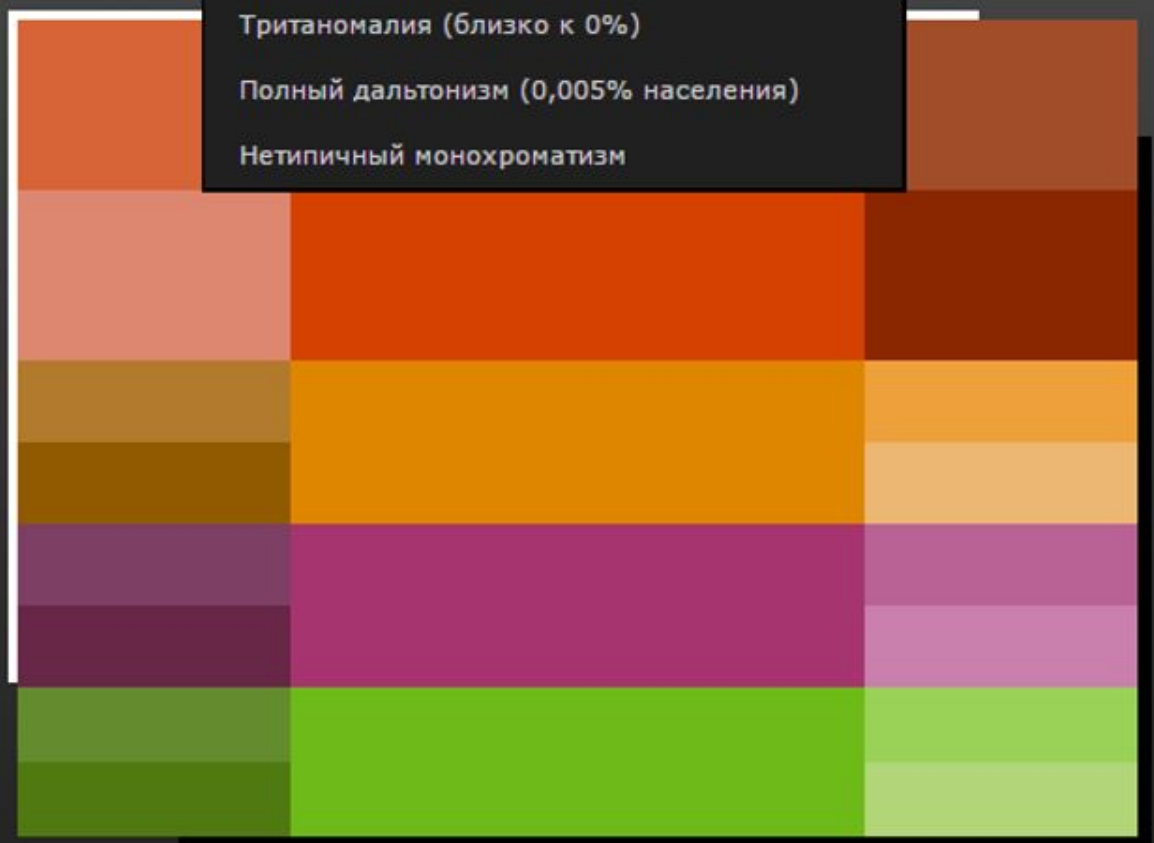 Тританомалия (близко к 0%)
Полный дальтонизм (0,005% населения)
Нетипичный монохроматизм